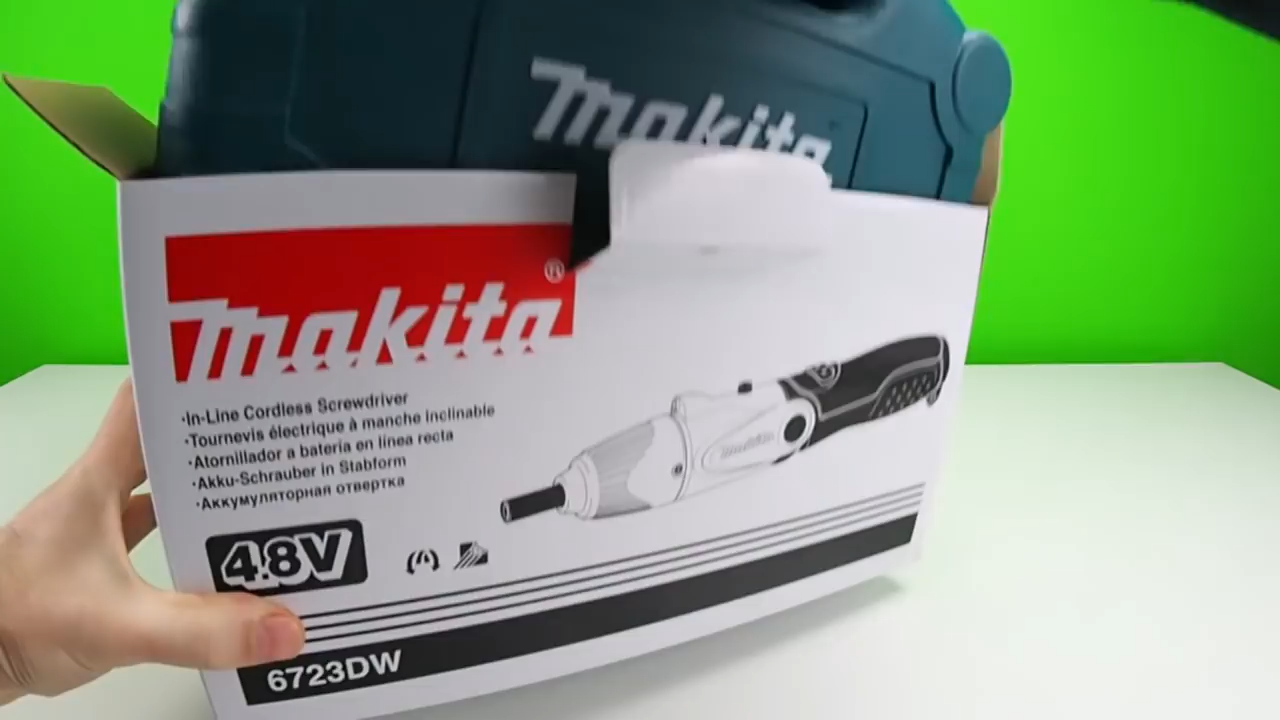 makita
makita®
·In-Line Cordless Screwdriver
·Tournevis électrique à manche inclinable
·Atornillador a batería en línea recta
·Akku-Schrauber in Stabform
·Аккумуляторная отвертка
makita
4.8V
6723DW